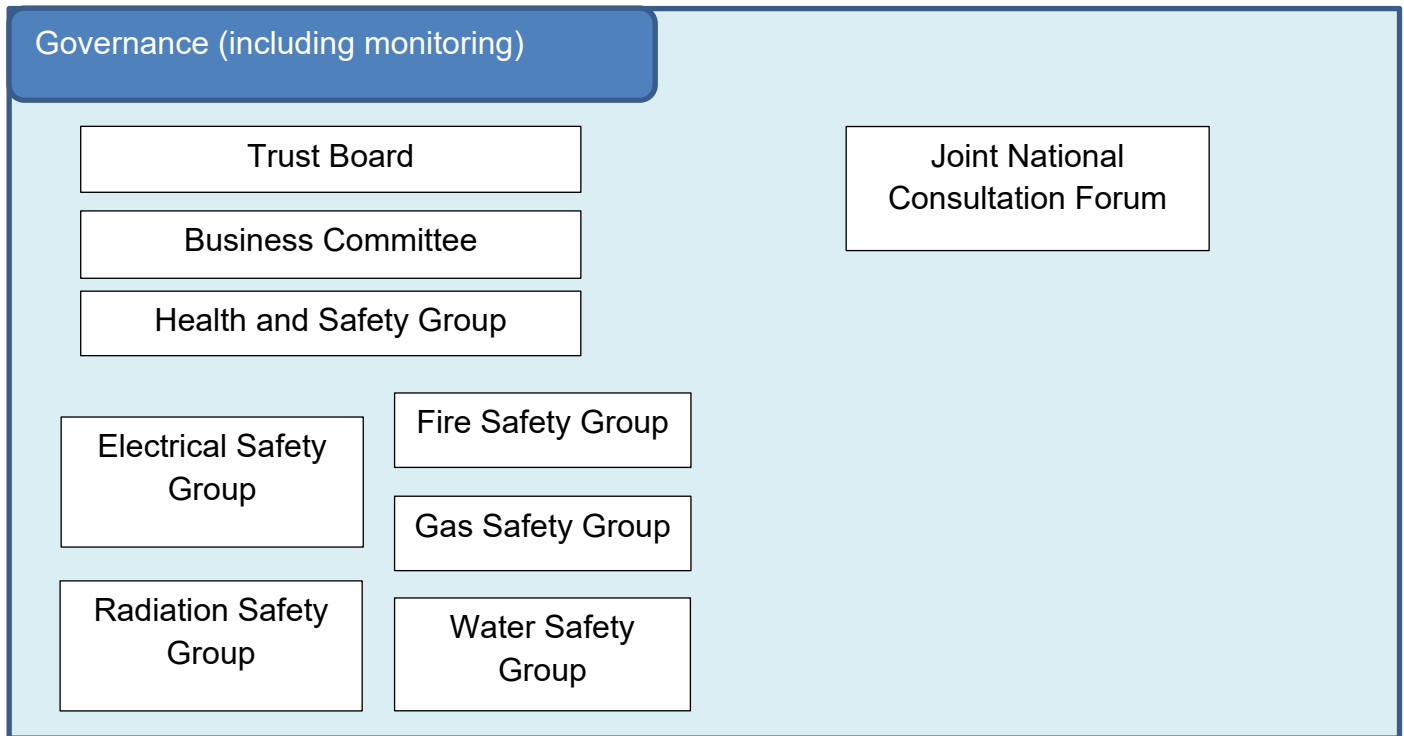 Governance (including monitoring)
Trust Board
Joint National
Consultation Forum
Business Committee
Health and Safety Group
Electrical Safety
Group
Fire Safety Group
Gas Safety Group
Radiation Safety
Group
Water Safety
Group